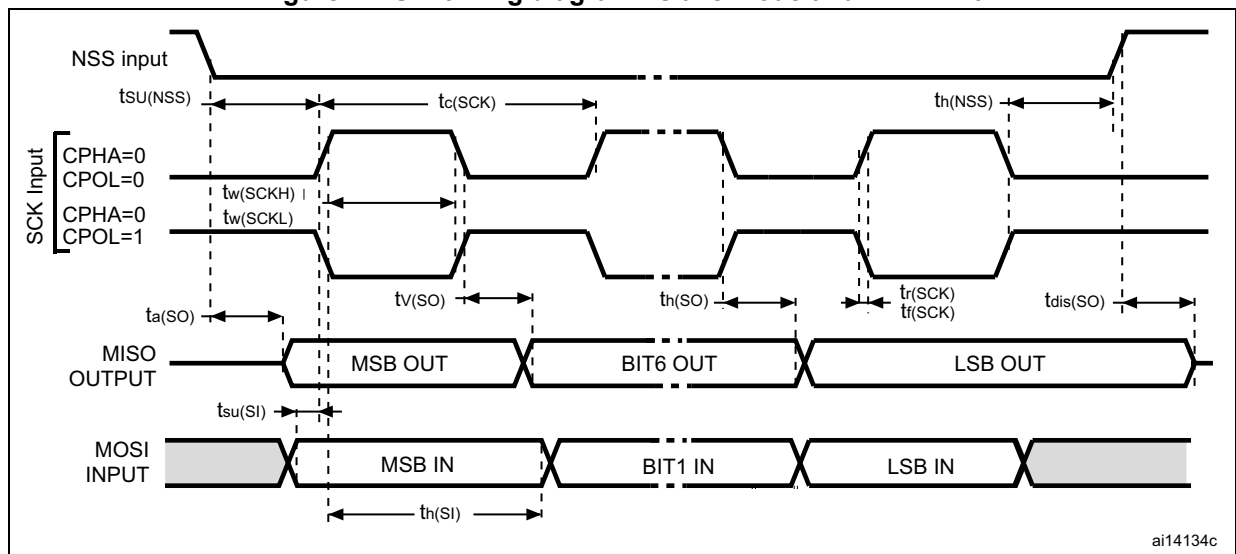 NSS input
tSU(NSS)
tc(SCK)
th(NSS)
SCK Input
CPHA=0
CPOL=0
tw(SCKH)
CPHA=0
tw(SCKL)
CPOL=1
tV(SO)
th(SO)
tr(SCK)
tf(SCK)
tdis(SO)
ta(SO)
MISO
OUTPUT
MSB OUT
BIT6 OUT
LSB OUT
tsu(SI)
MOSI
INPUT
MSB IN
BIT1 IN
LSB IN
th(SI)
ai14134c